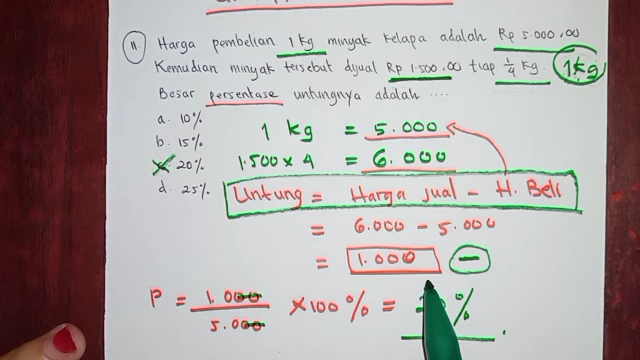 11. Harga pembelian 1 kg minyak kelapa adalah Rp 5.000,00
Kemudian minyak tersebut dijual Rp 1.500,00 tiap 1/4 kg. 1 kg
Besar persentase untungnya adalah ....
a. 10%
b. 15%
c. 20%
d. 25%
1 kg = 5.000
1.500 x 4 = 6.000
Untung = Harga jual - H. Beli
= 6.000 - 5.000
= 1.000 -
P = 1.000/5.000 x 100% = %